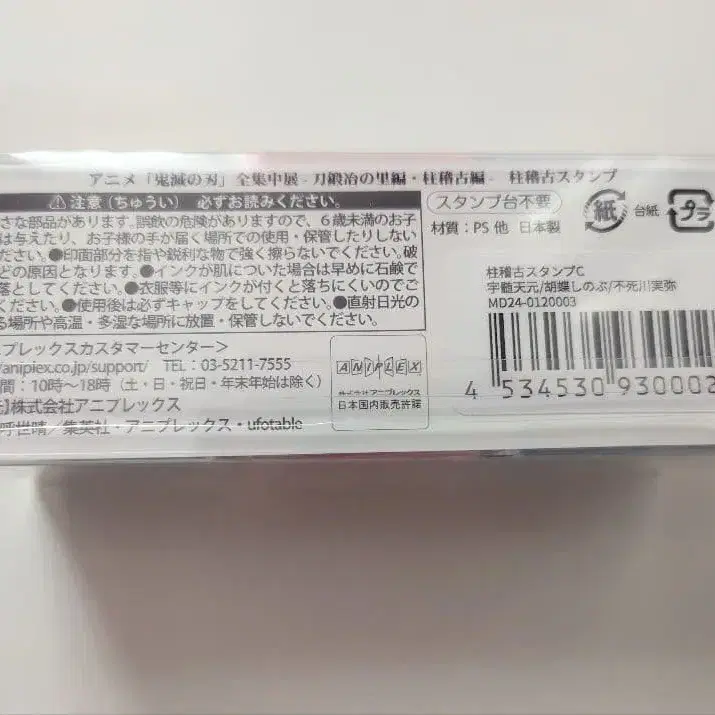 アニメ「鬼滅の刃」全集中展 - 刀鍛冶の里編・柱稽古編 - 柱稽古スタンプ
注意（ちゅうい） 必ずお読みください。
さな部品があります。誤飲の危険がありますので、6歳未満のお子
は与えたり、お子様の手が届く場所での使用・保管したりしない
ださい。●印面部分を指や鋭利な物で強く擦らないでください。破
どの原因となります。●インクが肌についた場合は早めに石鹸で
落としてください。●衣服等にインクが付くと落ちにくいのでご
ください。●使用後は必ずキャップをしてください。●直射日光の
る場所や高温・多湿な場所に放置・保管しないでください。
プレックスカスタマーセンター＞
/aniplex.co.jp/support/ TEL：03-5211-7555
間：10時～18時（土・日・祝日・年末年始は除く）
元]株式会社アニプレックス
呼世晴／集英社・アニプレックス・ufotable
ANIPLEX
株式会社アニプレックス
日本国内販売許諾
スタンプ台不要
材質：PS 他 日本製
紙
台紙
プラ
柱稽古スタンプC
宇髄天元/胡蝶しのぶ/不死川実弥
MD24-0120003
4 534530 930002